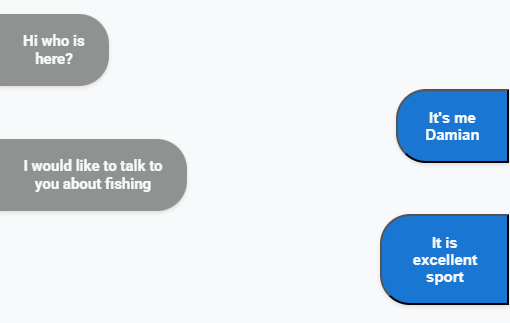 Hi who is
here?
It's me
Damian
I would like to talk to
you about fishing
It is
excellent
sport